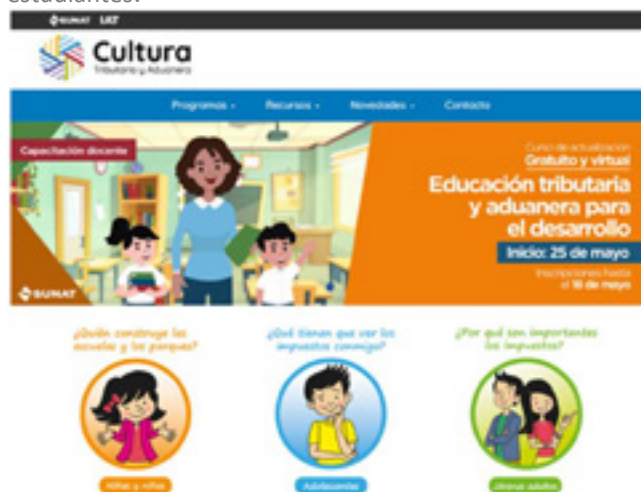 estudiantes.
SUNAT IAT
Cultura
Tributaria y Aduanera
Programas Recursos Novedades Contacto
Capacitación docente
Curso de actualización
Gratuito y virtual
Educación tributaria
y aduanera para
el desarrollo
Inicio: 25 de mayo
Inscripciones hasta
el 18 de mayo
SUNAT
¿Quién construye las
escuelas y los parques?
¿Qué tienen que ver los
impuestos conmigo?
¿Por qué son importantes
los impuestos?
Niñas y niños
Adolescentes
Jóvenes adultos